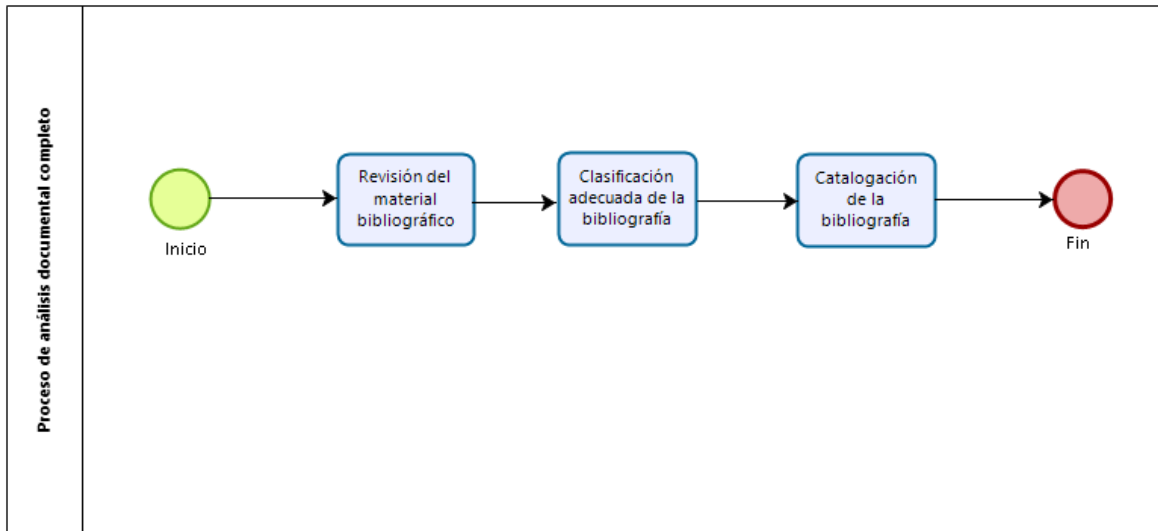 Proceso de análisis documental completo
Inicio
Revisión del
material
bibliográfico
Clasificación
adecuada de la
bibliografía
Catalogación
de la
bibliografía
Fin